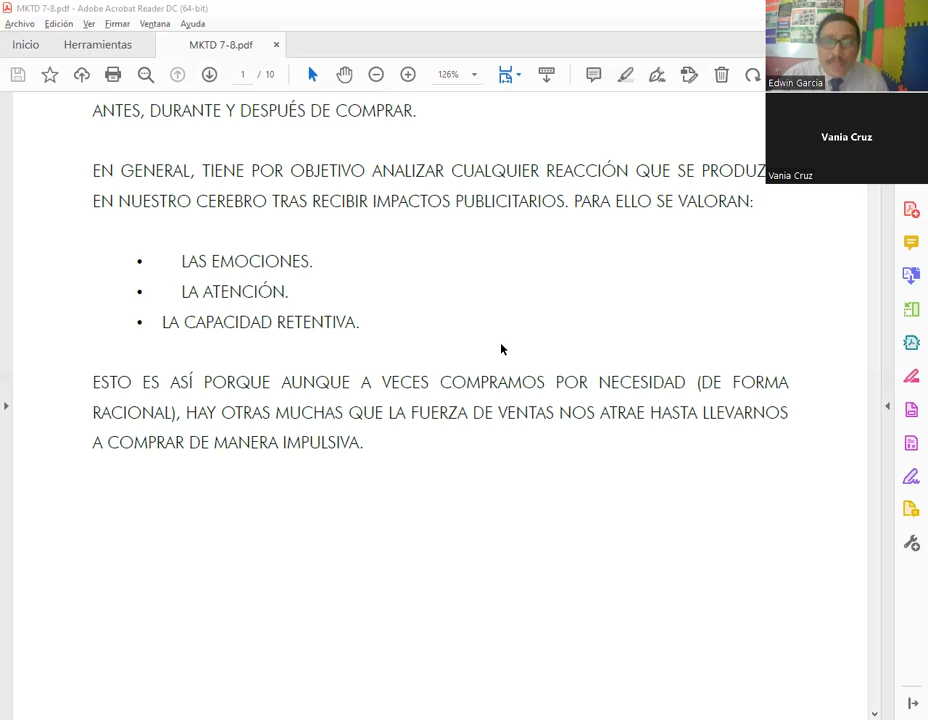 MKTD 7-8.pdf - Adobe Acrobat Reader DC (64-bit)
Archivo Edición Ver Firmar Ventana Ayuda
Inicio Herramientas MKTD 7-8.pdf ×
1 / 10 126%
Edwin García
Vania Cruz
Vania Cruz
ANTES, DURANTE Y DESPUÉS DE COMPRAR.
EN GENERAL, TIENE POR OBJETIVO ANALIZAR CUALQUIER REACCIÓN QUE SE PRODUZ
EN NUESTRO CEREBRO TRAS RECIBIR IMPACTOS PUBLICITARIOS. PARA ELLO SE VALORAN:
• LAS EMOCIONES.
• LA ATENCIÓN.
• LA CAPACIDAD RETENTIVA.
ESTO ES ASÍ PORQUE AUNQUE A VECES COMPRAMOS POR NECESIDAD (DE FORMA
RACIONAL), HAY OTRAS MUCHAS QUE LA FUERZA DE VENTAS NOS ATRAE HASTA LLEVARNOS
A COMPRAR DE MANERA IMPULSIVA.